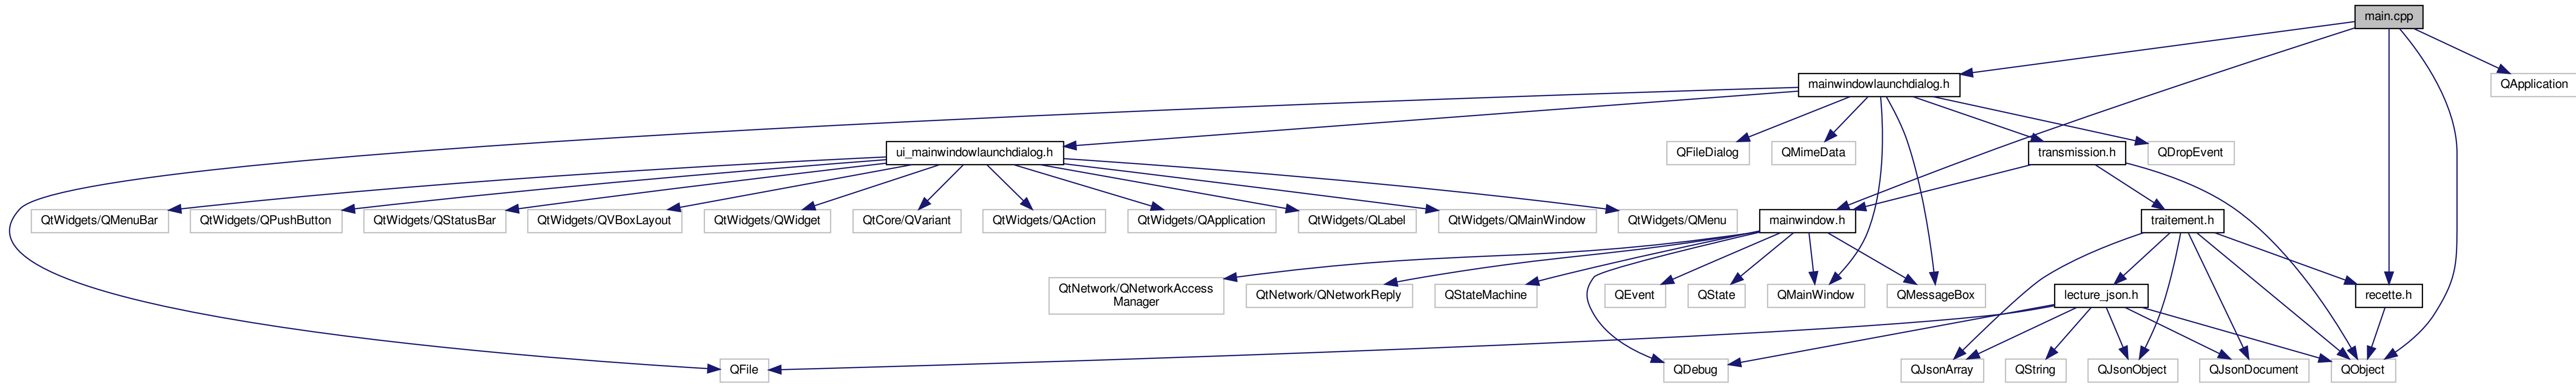 main.cpp
mainwindowlaunchdialog.h
QApplication
ui_mainwindowlaunchdialog.h
QFileDialog
QMimeData
transmission.h
QDropEvent
QtWidgets/QMenuBar
QtWidgets/QPushButton
QtWidgets/QStatusBar
QtWidgets/QVBoxLayout
QtWidgets/QWidget
QtCore/QVariant
QtWidgets/QAction
QtWidgets/QApplication
QtWidgets/QLabel
QtWidgets/QMainWindow
QtWidgets/QMenu
mainwindow.h
traitement.h
QtNetwork/QNetworkAccess
Manager
QtNetwork/QNetworkReply
QStateMachine
QEvent
QState
QMainWindow
QMessageBox
lecture_json.h
recette.h
QFile
QDebug
QJsonArray
QString
QJsonObject
QJsonDocument
QObject